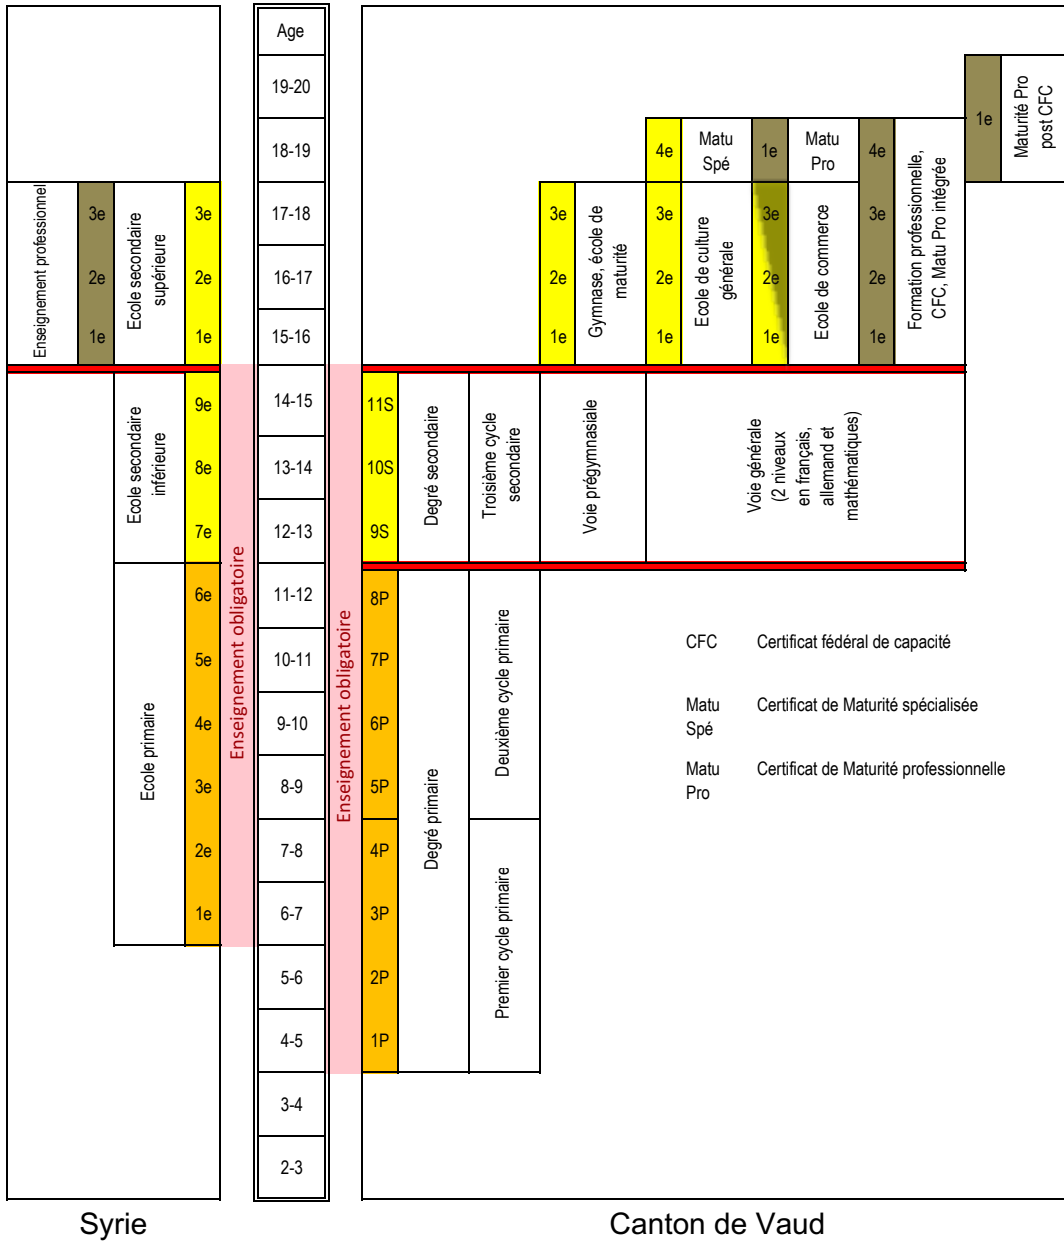 Age
19-20
18-19
17-18
16-17
15-16
14-15
13-14
12-13
11-12
10-11
9-10
8-9
7-8
6-7
5-6
4-5
3-4
2-3
Enseignement professionnel
3e
2e
1e
Ecole secondaire
supérieure
3e
2e
1e
Ecole secondaire
inférieure
9e
8e
7e
Ecole primaire
6e
5e
4e
3e
2e
1e
Enseignement obligatoire
Enseignement obligatoire
11S
10S
9S
8P
7P
6P
5P
4P
3P
2P
1P
Degré secondaire
Degré primaire
Troisième cycle
secondaire
Deuxième cycle primaire
Premier cycle primaire
Voie prégymnasiale
Voie générale
(2 niveaux
en français,
allemand et
mathématiques)
3e
2e
1e
Gymnase, école de
maturité
4e
3e
2e
1e
Matu
Spé
Ecole de culture
générale
1e
3e
2e
1e
Matu
Pro
Ecole de commerce
4e
3e
2e
1e
Formation professionnelle,
CFC, Matu Pro intégrée
1e
Maturité Pro
post CFC
CFC Certificat fédéral de capacité
Matu Certificat de Maturité spécialisée
Spé
Matu Certificat de Maturité professionnelle
Pro
Syrie
Canton de Vaud